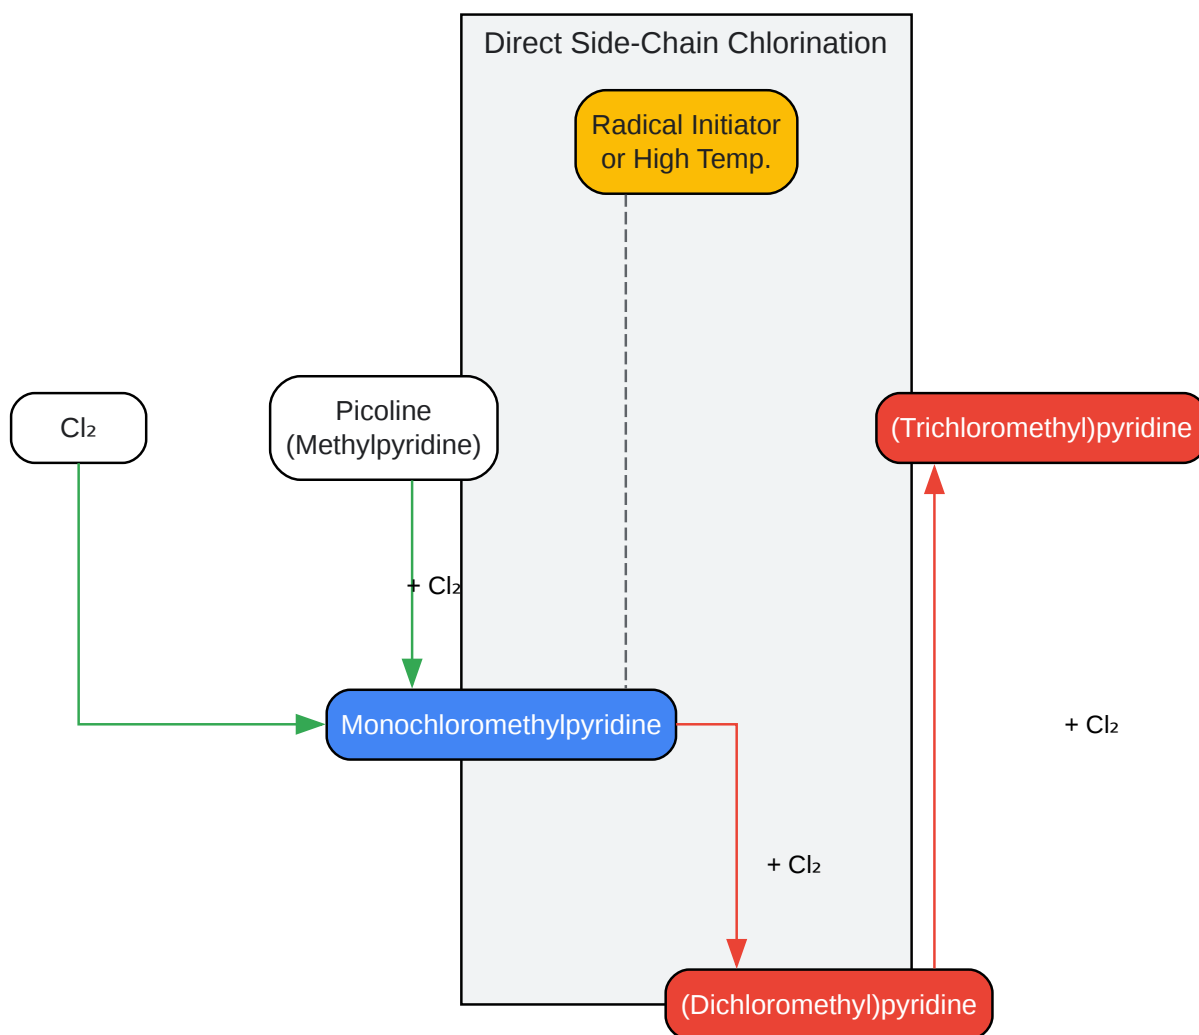 Direct Side-Chain Chlorination
Radical Initiator
or High Temp.
Cl₂
Picoline
(Methylpyridine)
(Trichloromethyl)pyridine
+ Cl₂
Monochloromethylpyridine
+ Cl₂
+ Cl₂
(Dichloromethyl)pyridine